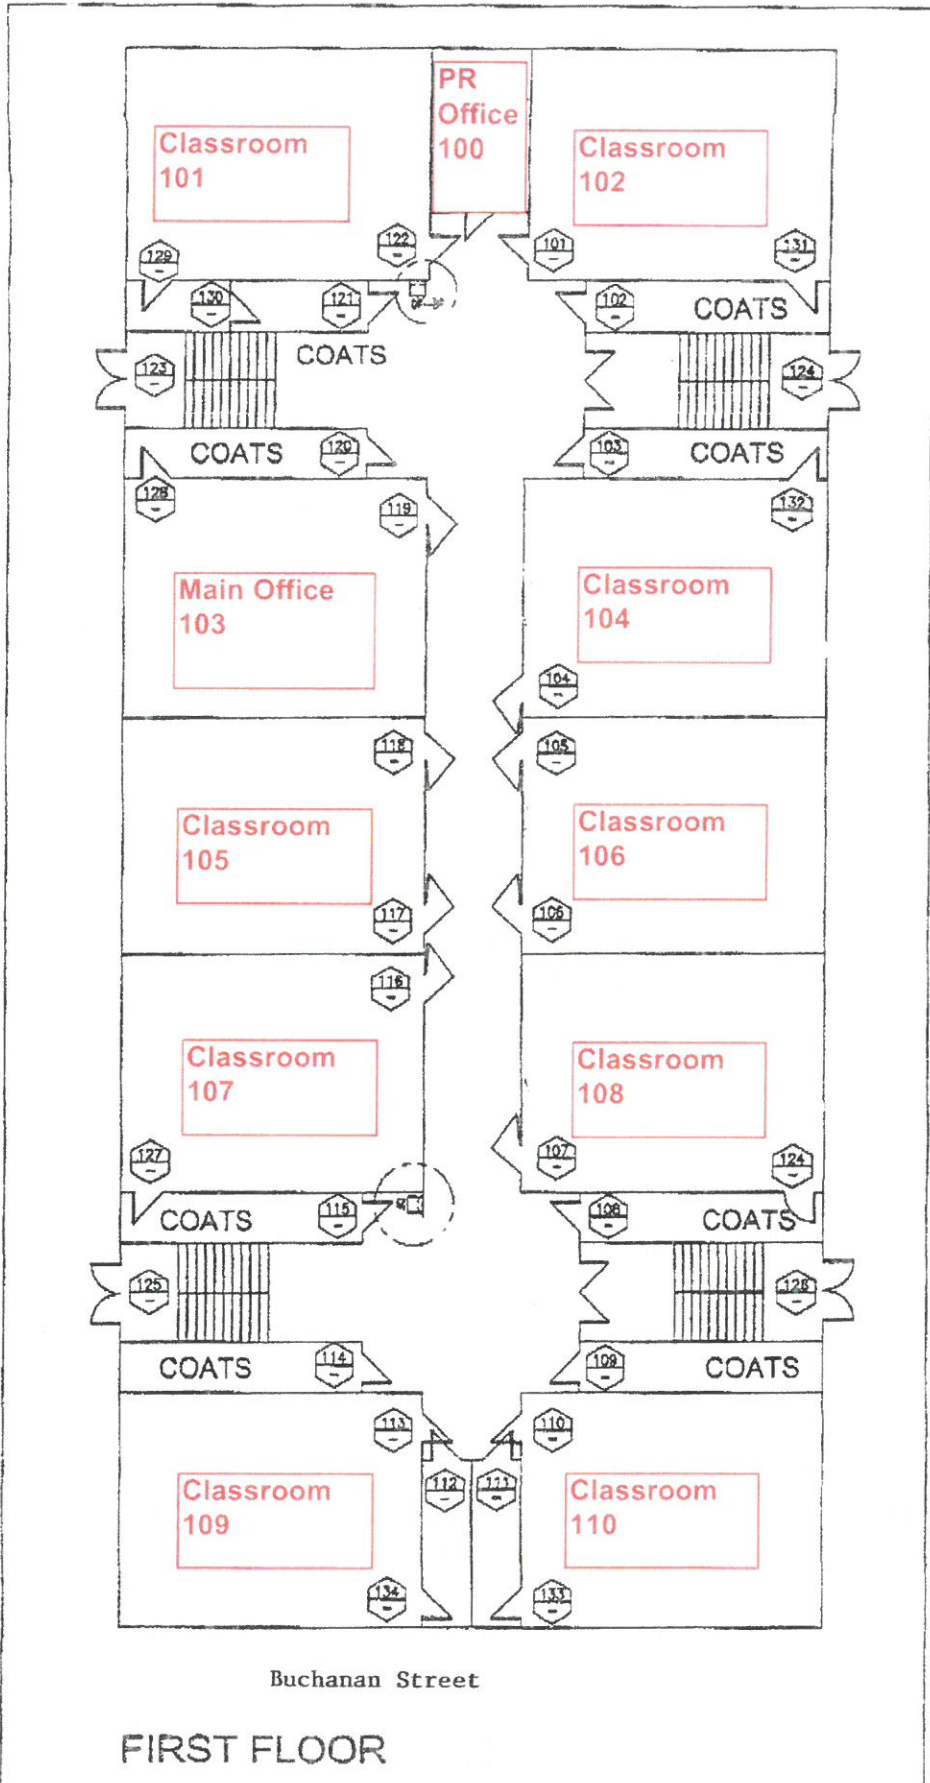 PR
Office
100
Classroom
101
Classroom
102
122
101
131
129
130
121
102
COATS
COATS
123
124
COATS
120
103
COATS
128
119
132
Main Office
103
Classroom
104
104
118
105
Classroom
105
Classroom
106
117
106
116
Classroom
107
Classroom
108
127
107
124
COATS
115
108
COATS
125
126
COATS
114
109
COATS
113
110
112
111
Classroom
109
Classroom
110
134
133
Buchanan Street
FIRST FLOOR